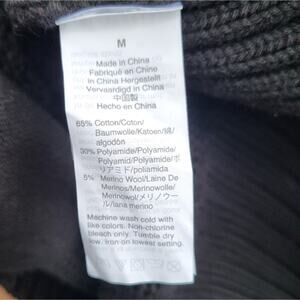 M
Made in China
Fabriqué en Chine
In China Hergestellt
Vervaardigd in China
中国製
Hecho en China
65% Cotton/Coton/
Baumwolle/Katoen/綿/
algodón
30% Polyamide/Polyamide/
Polyamid/Polyamide/ポ
リアミド/poliamida
5% Merino Wool/Laine De
Merinos/Merinowolle/
Merinowol/メリノウー
ル/lana merino
Machine wash cold with
like colors. Non-chlorine
bleach only. Tumble dry
low. Iron on lowest setting.